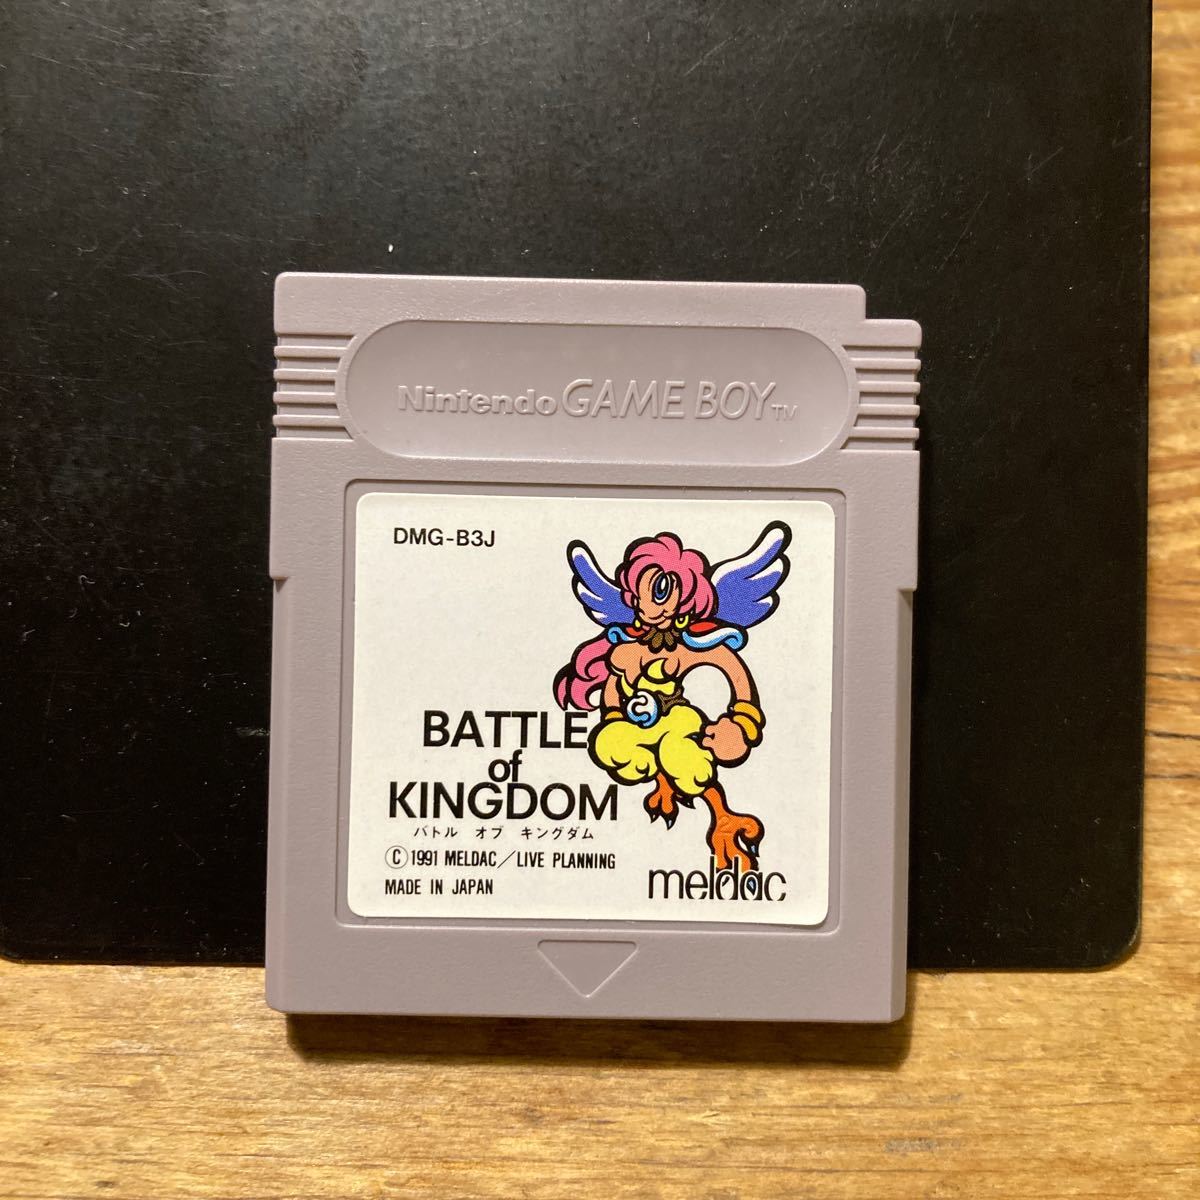 Nintendo GAME BOY TM
DMG-B3J
BATTLE
of
KINGDOM
バトル オブ キングダム
©1991 MELDAC/LIVE PLANNING
MADE IN JAPAN
meldac